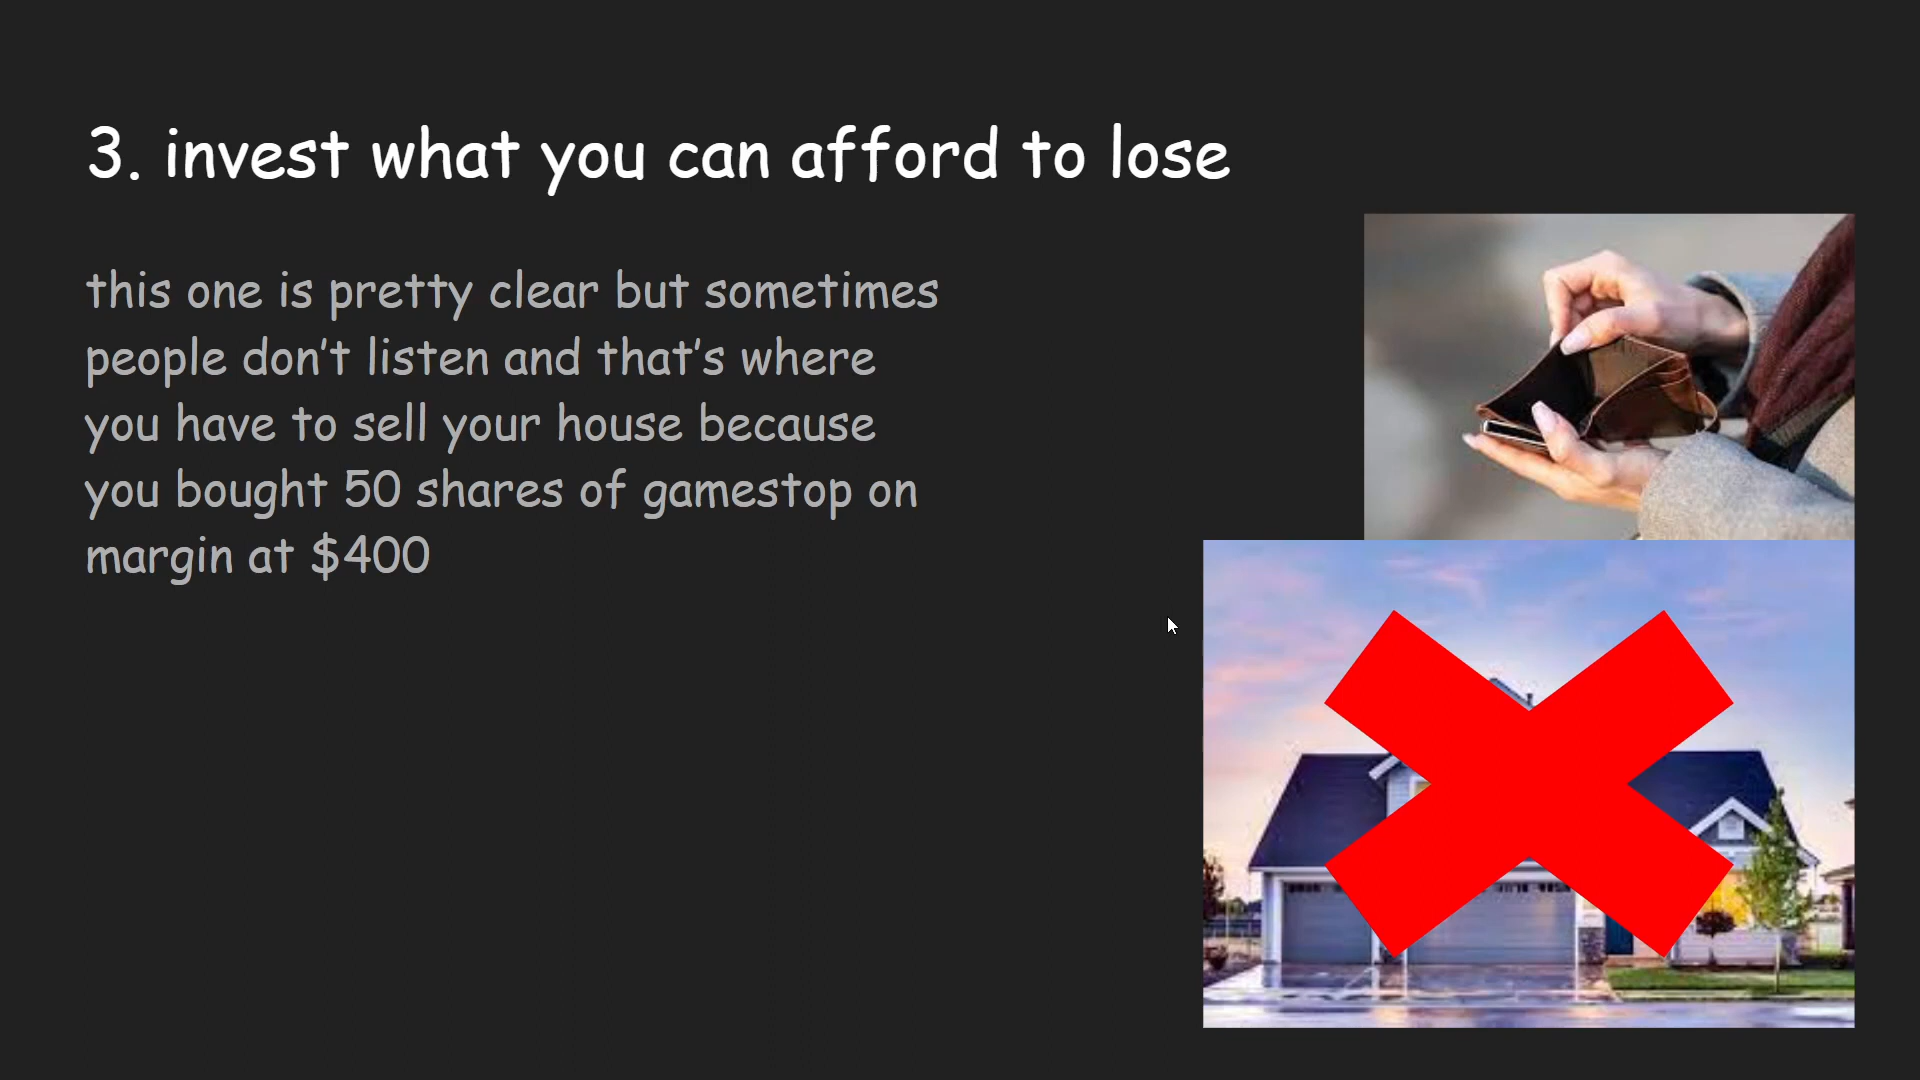 3. invest what you can afford to lose
this one is pretty clear but sometimes
people don’t listen and that’s where
you have to sell your house because
you bought 50 shares of gamestop on
margin at $400